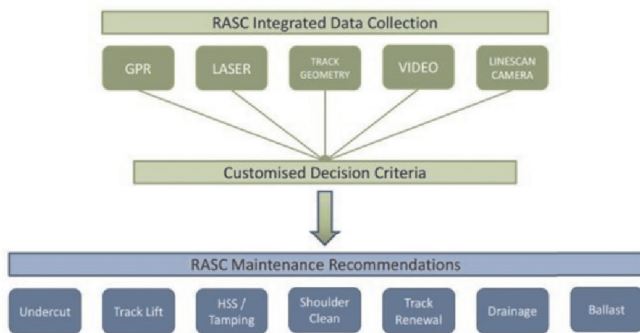 RASC Integrated Data Collection
GPR
LASER
TRACK
GEOMETRY
VIDEO
LINESCAN
CAMERA
Customised Decision Criteria
RASC Maintenance Recommendations
Undercut
Track Lift
HSS /
Tamping
Shoulder
Clean
Track
Renewal
Drainage
Ballast